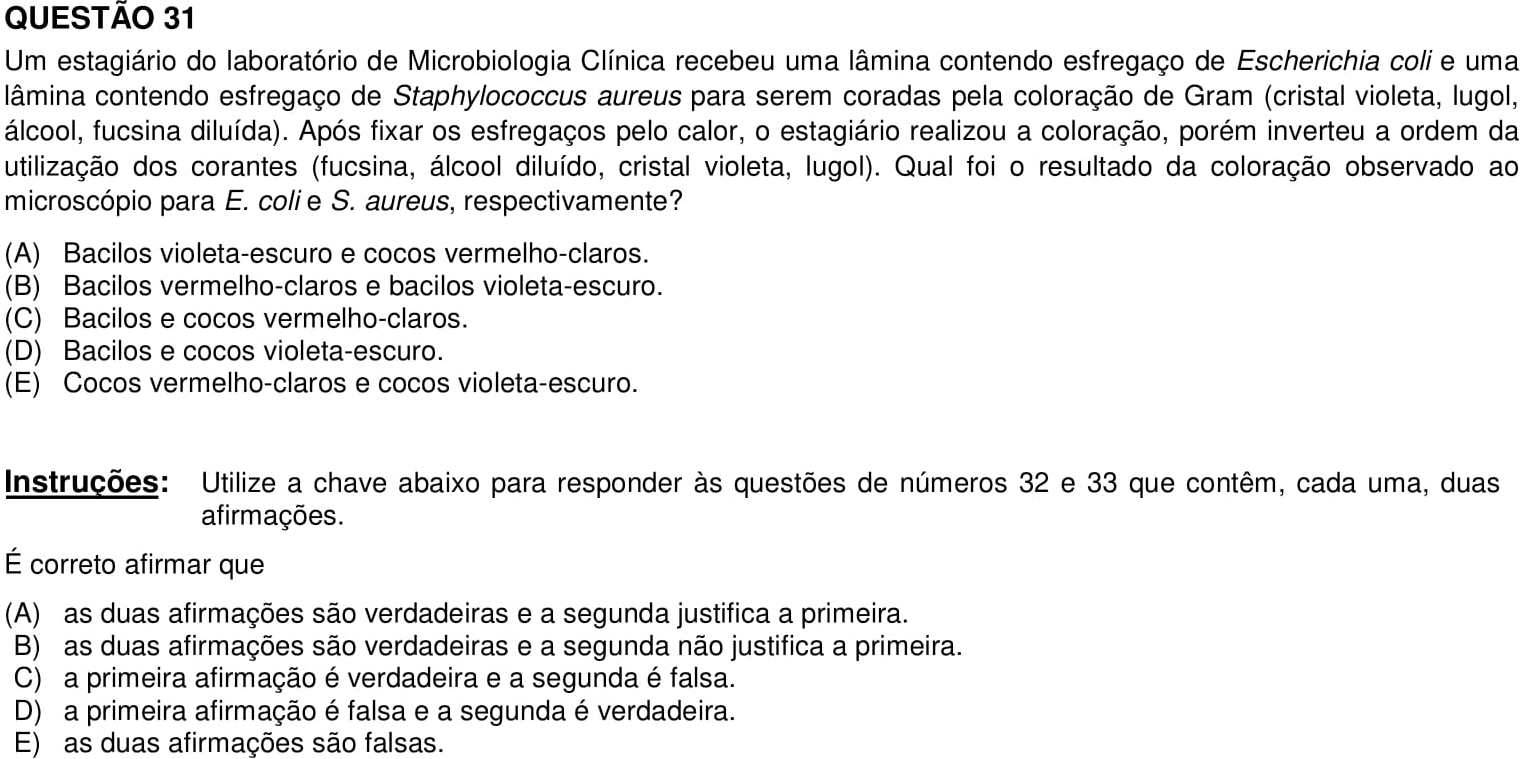 QUESTÃO 31
Um estagiário do laboratório de Microbiologia Clínica recebeu uma lâmina contendo esfregaço de Escherichia coli e uma
lâmina contendo esfregaço de Staphylococcus aureus para serem coradas pela coloração de Gram (cristal violeta, lugol,
álcool, fucsina diluída). Após fixar os esfregaços pelo calor, o estagiário realizou a coloração, porém inverteu a ordem da
utilização dos corantes (fucsina, álcool diluído, cristal violeta, lugol). Qual foi o resultado da coloração observado ao
microscópio para E. coli e S. aureus, respectivamente?
(A) Bacilos violeta-escuro e cocos vermelho-claros.
(B) Bacilos vermelho-claros e bacilos violeta-escuro.
(C) Bacilos e cocos vermelho-claros.
(D) Bacilos e cocos violeta-escuro.
(E) Cocos vermelho-claros e cocos violeta-escuro.
Instruções: Utilize a chave abaixo para responder às questões de números 32 e 33 que contêm, cada uma, duas
afirmações.
É correto afirmar que
(A) as duas afirmações são verdadeiras e a segunda justifica a primeira.
B) as duas afirmações são verdadeiras e a segunda não justifica a primeira.
C) a primeira afirmação é verdadeira e a segunda é falsa.
D) a primeira afirmação é falsa e a segunda é verdadeira.
E) as duas afirmações são falsas.